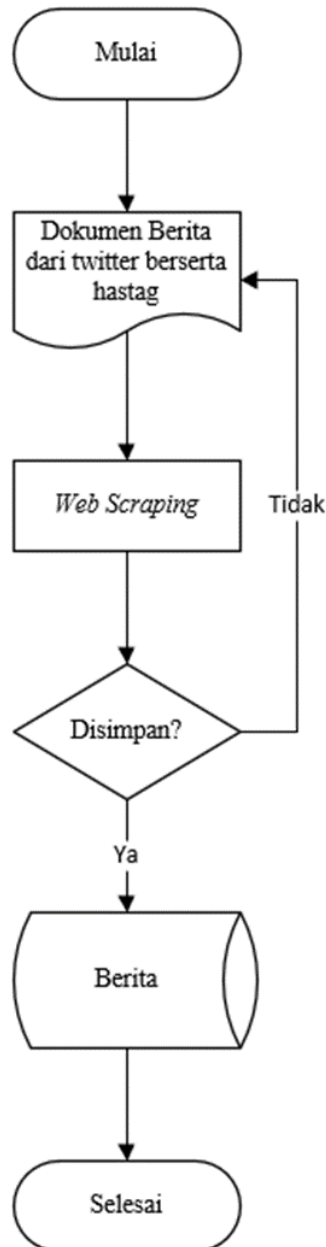 Mulai
Dokumen Berita
dari twitter berserta
hastag
Web Scraping
Tidak
Disimpan?
Ya
Berita
Selesai